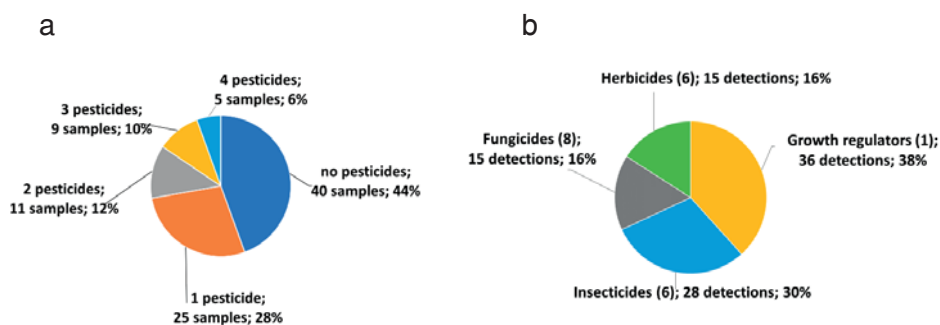 a
4 pesticides;
5 samples; 6%
3 pesticides;
9 samples; 10%
2 pesticides;
11 samples; 12%
no pesticides;
40 samples; 44%
1 pesticide;
25 samples; 28%
b
Herbicides (6); 15 detections; 16%
Fungicides (8);
15 detections; 16%
Growth regulators (1);
36 detections; 38%
Insecticides (6); 28 detections; 30%